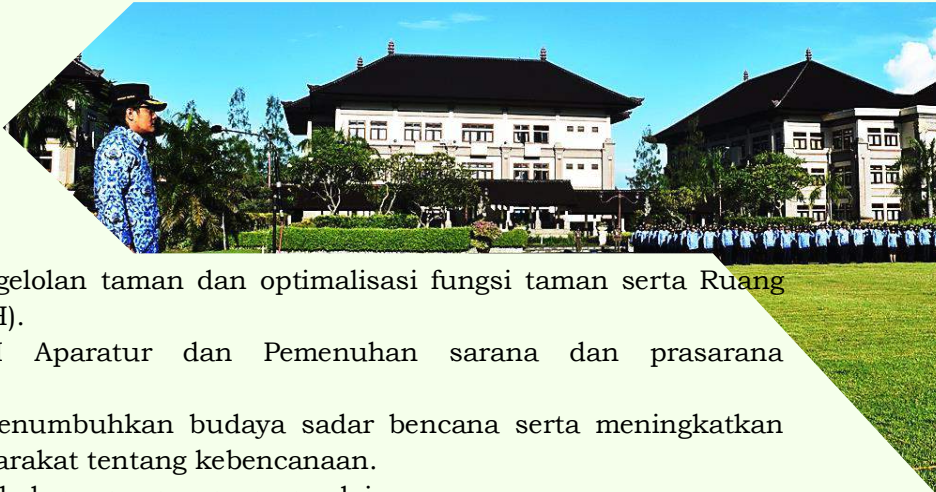 gelolan taman dan optimalisasi fungsi taman serta Ruang
H).
Aparatur dan Pemenuhan sarana dan prasarana
enumbuhkan budaya sadar bencana serta meningkatkan
arakat tentang kebencanaan.